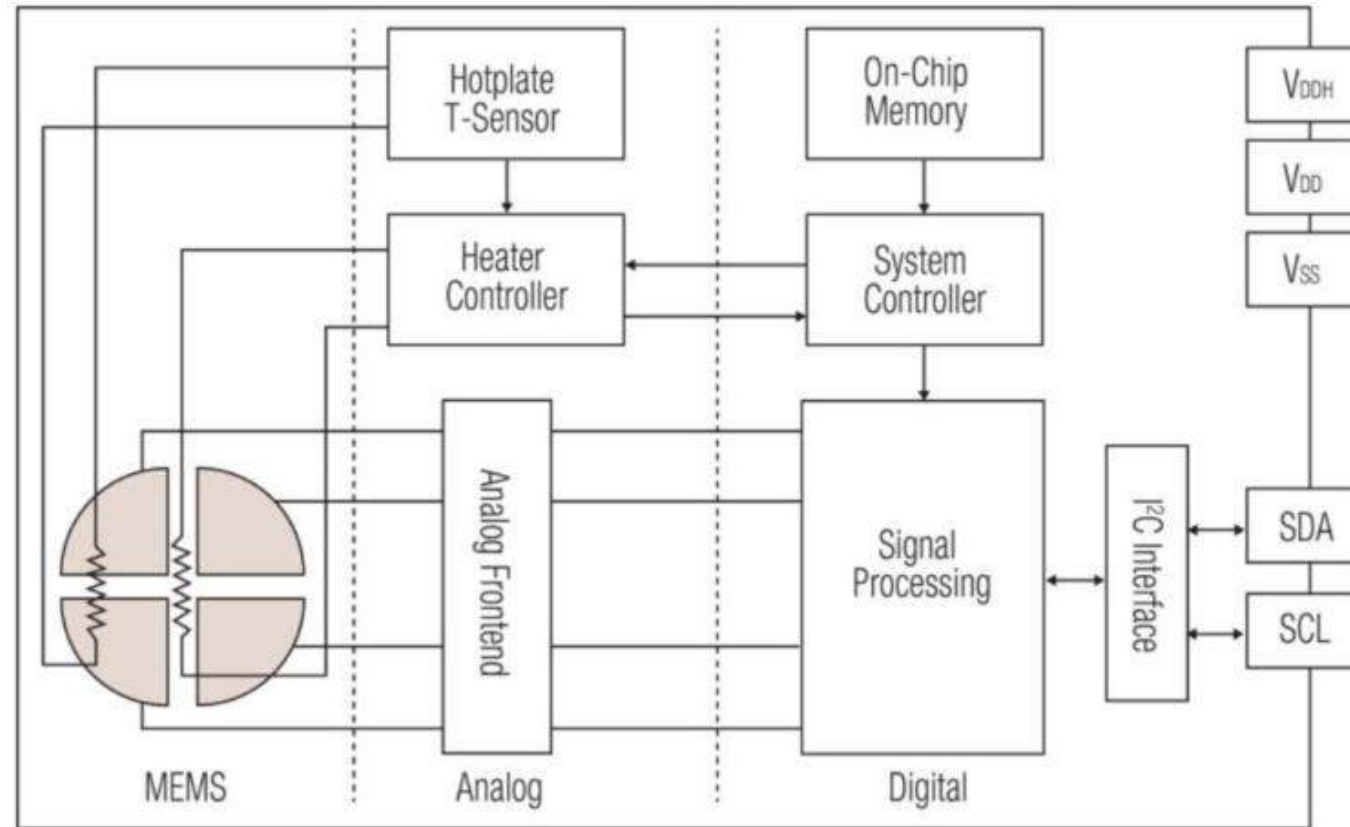 Hotplate
T-Sensor
On-Chip
Memory
VDDH
VDD
VSS
Heater
Controller
System
Controller
Analog Frontend
Signal
Processing
I²C Interface
SDA
SCL
MEMS
Analog
Digital